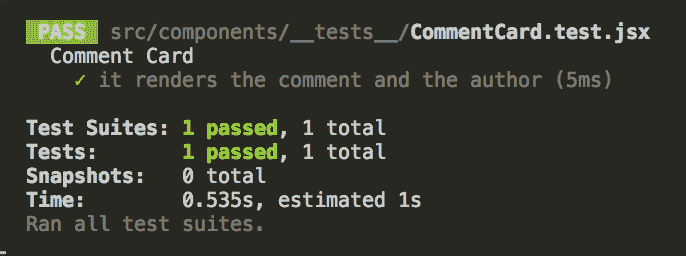 PASS src/components/__tests__/CommentCard.test.jsx
Comment Card
✓ it renders the comment and the author (5ms)
Test Suites: 1 passed, 1 total
Tests: 1 passed, 1 total
Snapshots: 0 total
Time: 0.535s, estimated 1s
Ran all test suites.